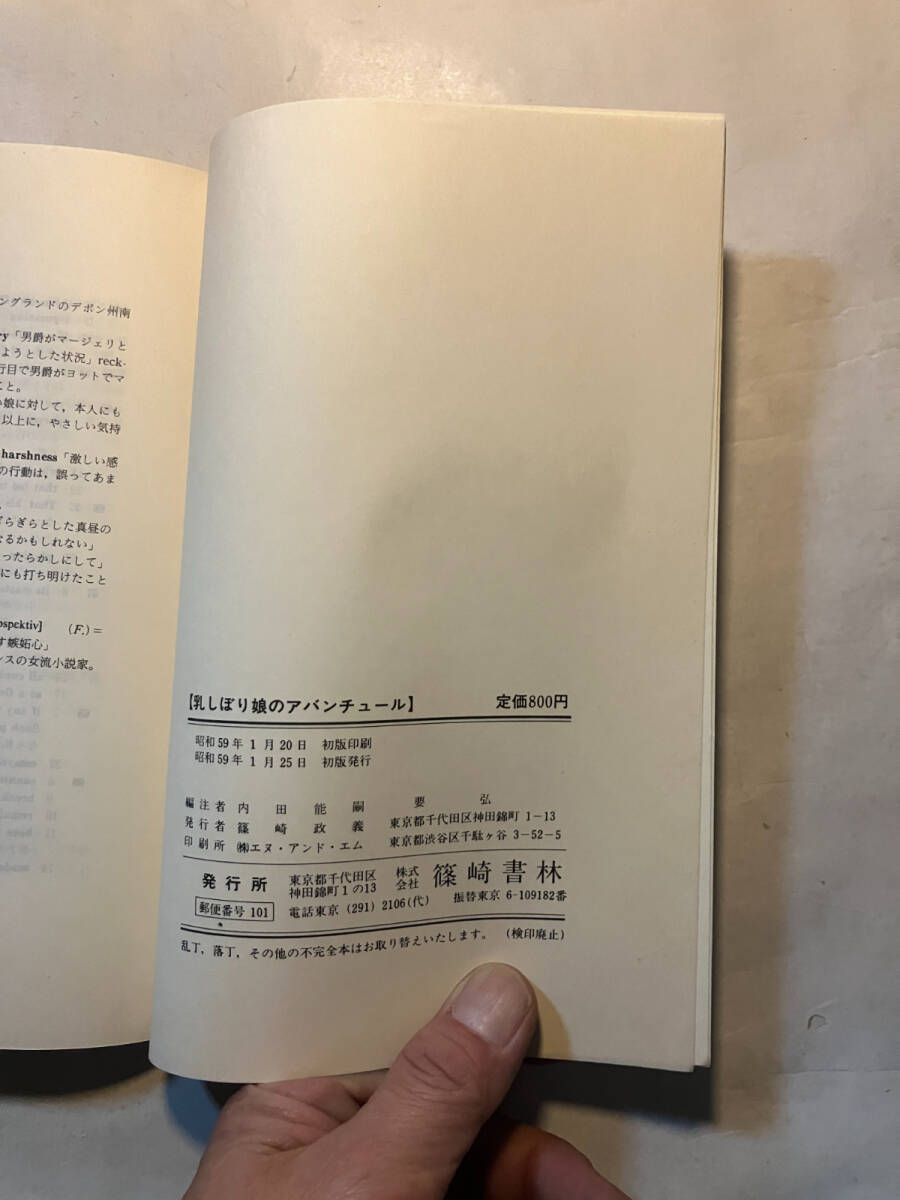 ングランドのデボン州南
ry「男爵がマージェリと
ようとした状況」reck-
行目で男爵がヨットでマ
こと。
い娘に対して，本人にも
以上に，やさしい気持
harshness「激しい感
の行動は，誤ってあま
ぎらぎらとした真昼の
なるかもしれない」
ったらかしにして」
にも打ち明けたこと
ospektiv] (F.)=
す嫉妬心」
ンスの女流小説家。
【乳しぼり娘のアバンチュール】 定価800円
昭和59年1月20日 初版印刷
昭和59年1月25日 初版発行
編注者 内田能嗣 要弘
発行者 篠崎政義 東京都千代田区神田錦町1-13
印刷所 ㈱エヌ・アンド・エム 東京都渋谷区千駄ヶ谷3-52-5
発行所 東京都千代田区神田錦町1の13 株式会社 篠崎書林
郵便番号101 電話東京(291)2106(代) 振替東京6-109182番
乱丁，落丁，その他の不完全本はお取り替えいたします。 (検印廃止)